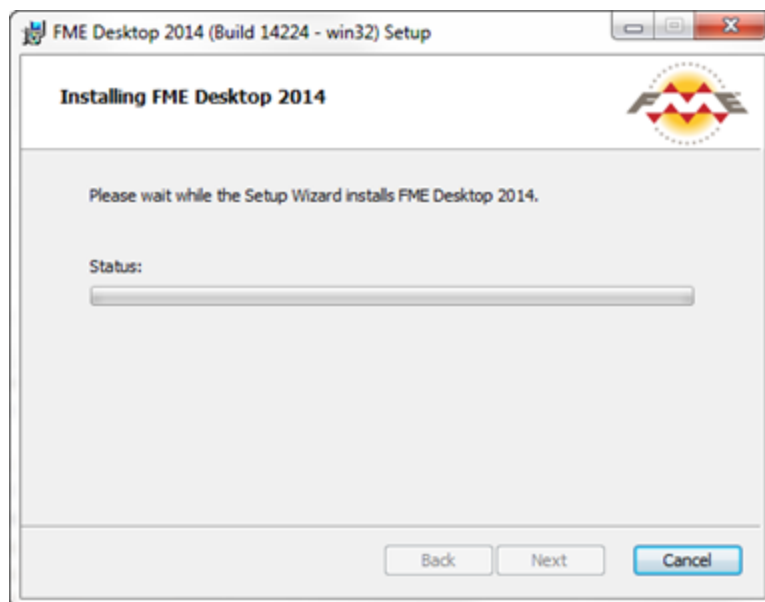 FME Desktop 2014 (Build 14224 - win32) Setup
Installing FME Desktop 2014
FME
Please wait while the Setup Wizard installs FME Desktop 2014.
Status:
Back Next Cancel